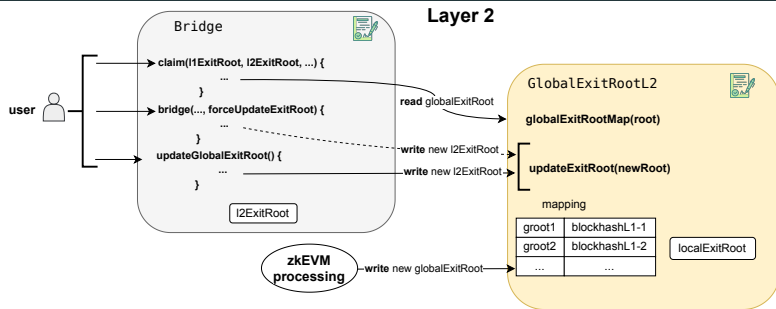 Layer 2
Bridge
claim(l1ExitRoot, l2ExitRoot, ...) {
...
}
bridge(..., forceUpdateExitRoot) {
...
}
updateGlobalExitRoot() {
...
}
l2ExitRoot
user
read globalExitRoot
write new l2ExitRoot
write new l2ExitRoot
GlobalExitRootL2
globalExitRootMap(root)
updateExitRoot(newRoot)
mapping
groot1 blockhashL1-1
groot2 blockhashL1-2
... ...
localExitRoot
zkEVM
processing
write new globalExitRoot